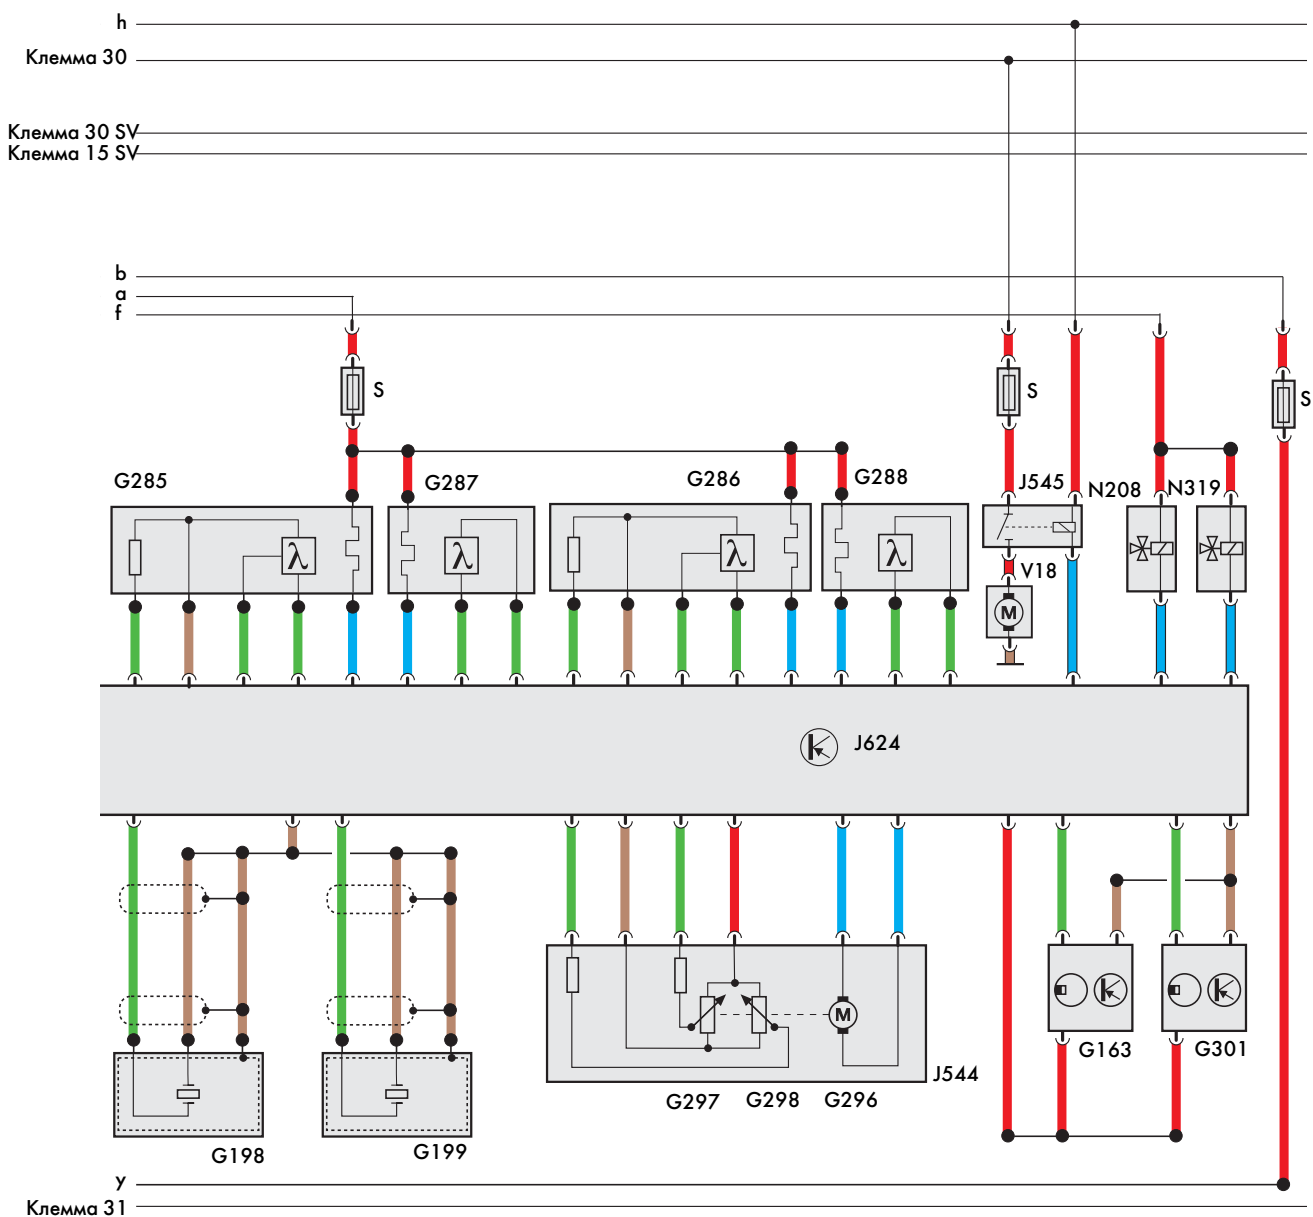 h
Клемма 30
Клемма 30 SV
Клемма 15 SV
b
a
f
S
S
S
G285
G287
G286
G288
J545
N208
N319
λ
λ
λ
λ
V18
M
J624
M
G163
G301
J544
G297
G298
G296
G198
G199
y
Клемма 31